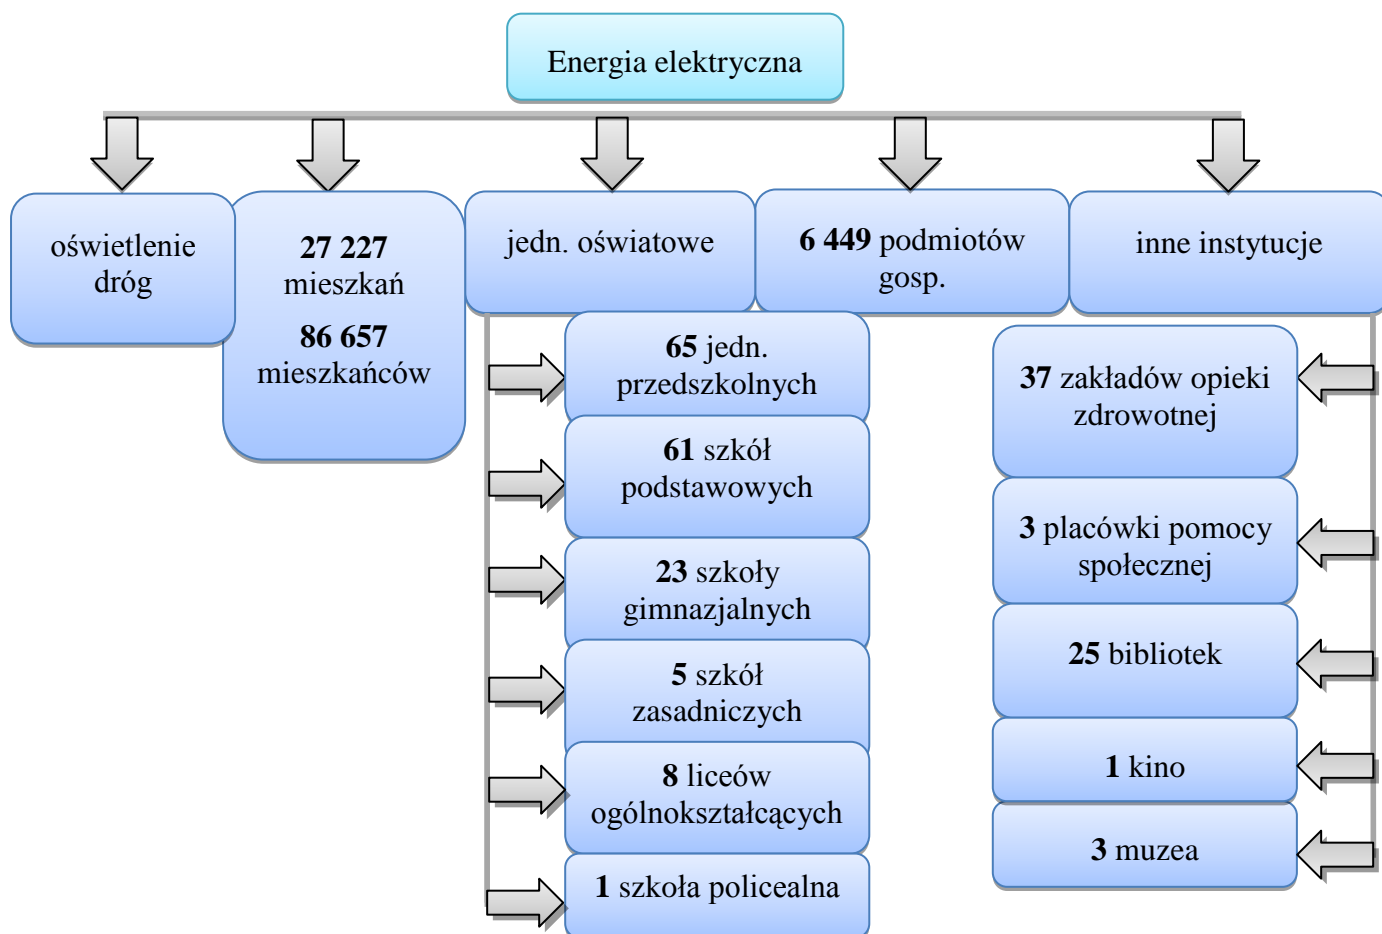 Energia elektryczna
oświetlenie
dróg
27 227
mieszkań
86 657
mieszkańców
jedn. oświatowe
6 449 podmiotów
gosp.
inne instytucje
65 jedn.
przedszkolnych
61 szkół
podstawowych
23 szkoły
gimnazjalnych
5 szkół
zasadniczych
8 liceów
ogólnokształcących
1 szkoła policealna
37 zakładów opieki
zdrowotnej
3 placówki pomocy
społecznej
25 bibliotek
1 kino
3 muzea